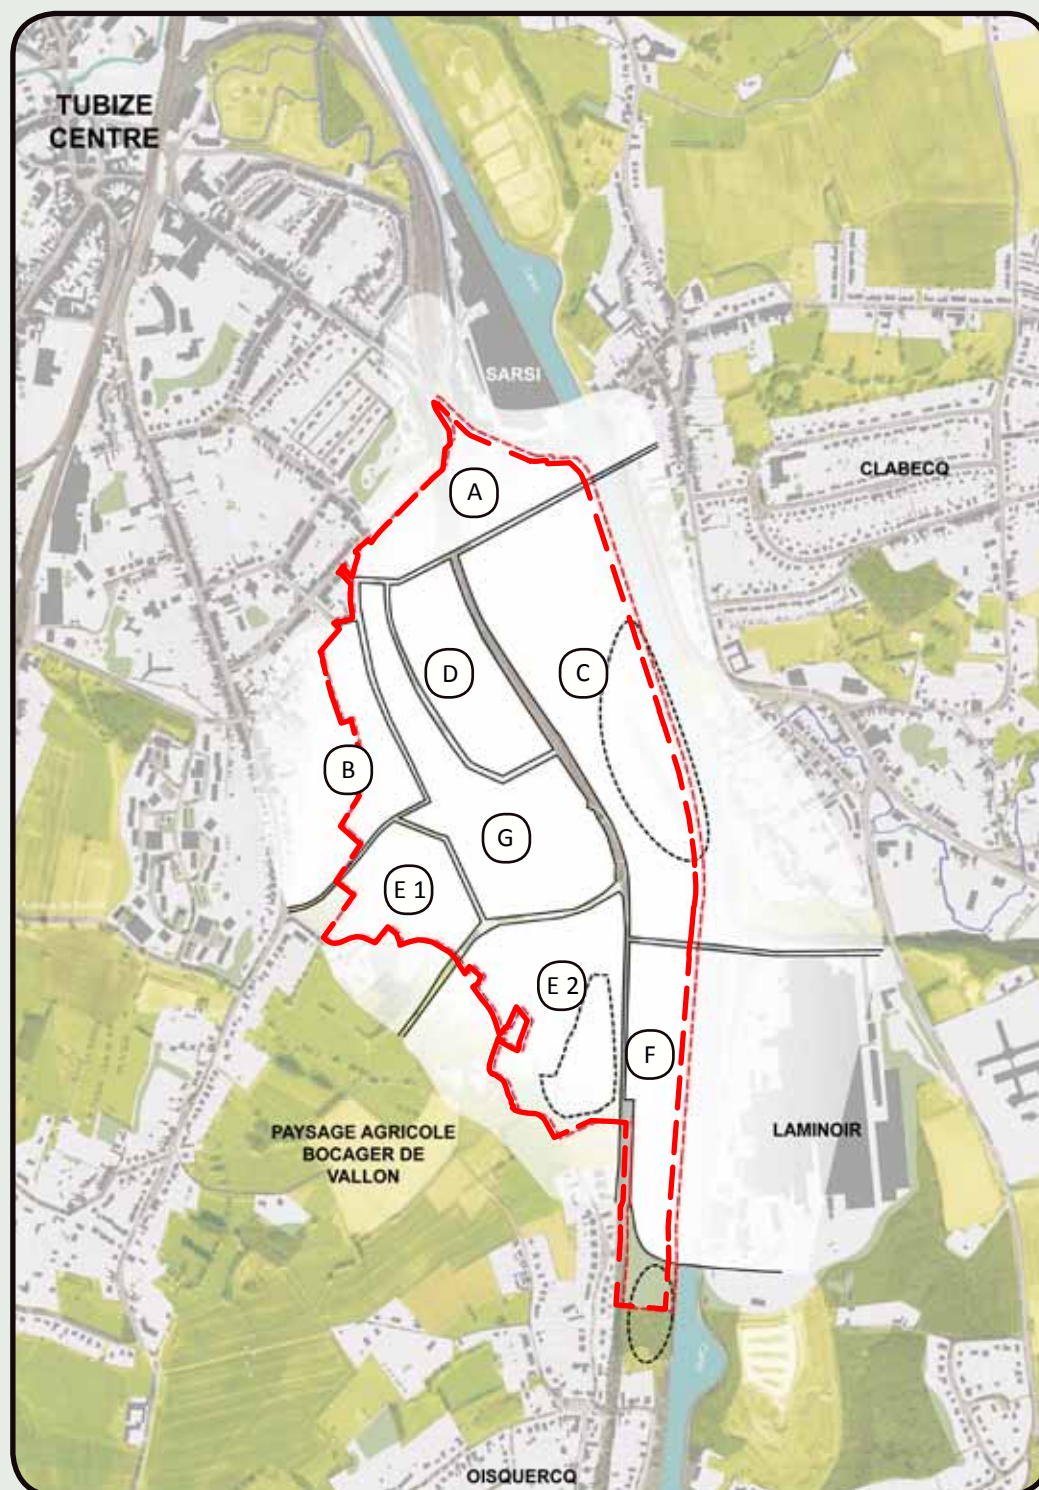 TUBIZE
CENTRE
SARSI
CLABECQ
A
D
C
B
G
E 1
E 2
F
PAYSAGE AGRICOLE
BOCAGER DE
VALLON
LAMINOIR
OISQUERCQ